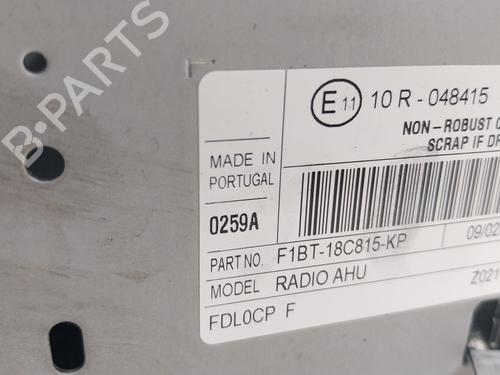 B-PARTS
E11 10 R - 048415
NON-ROBUST
SCRAP IF
MADE IN
PORTUGAL
0259A
PART NO. F1BT-18C815-KP
09/02
MODEL RADIO AHU
Z021
FDL0CP F